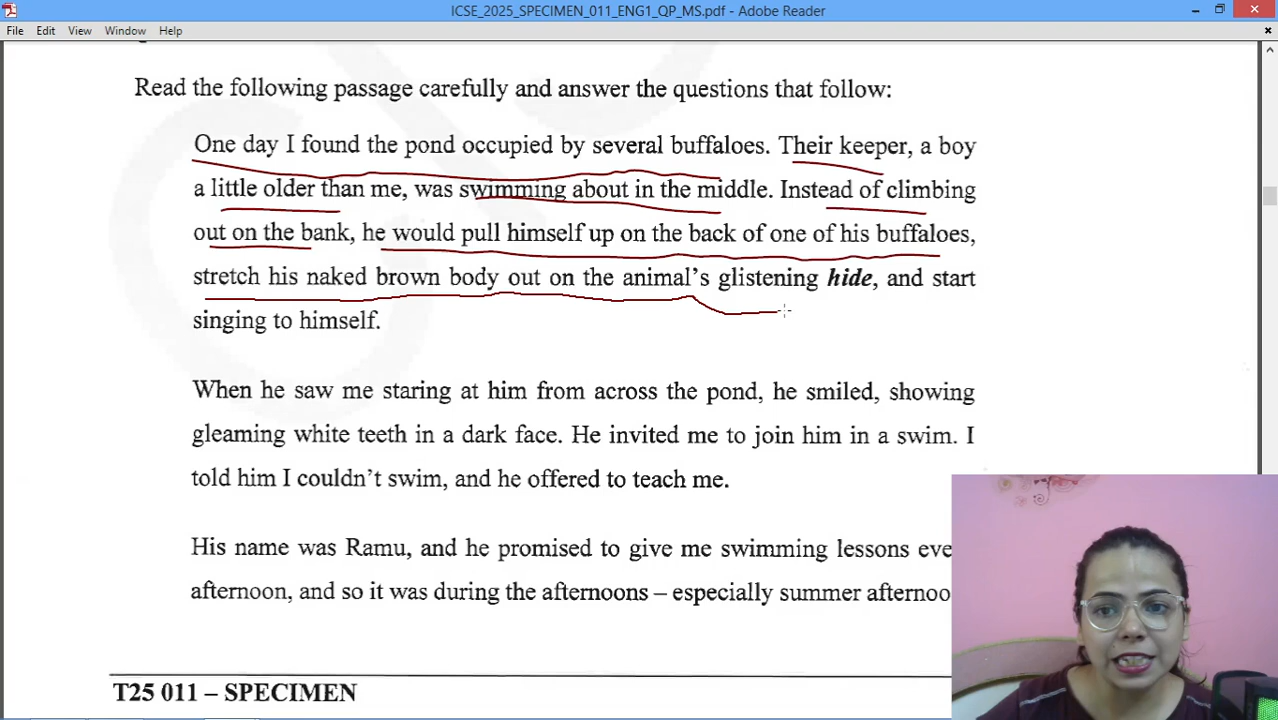 ICSE_2025_SPECIMEN_011_ENG1_QP_MS.pdf - Adobe Reader
File Edit View Window Help
Read the following passage carefully and answer the questions that follow:
One day I found the pond occupied by several buffaloes. Their keeper, a boy
a little older than me, was swimming about in the middle. Instead of climbing
out on the bank, he would pull himself up on the back of one of his buffaloes,
stretch his naked brown body out on the animal's glistening hide, and start
singing to himself.
When he saw me staring at him from across the pond, he smiled, showing
gleaming white teeth in a dark face. He invited me to join him in a swim. I
told him I couldn't swim, and he offered to teach me.
His name was Ramu, and he promised to give me swimming lessons eve
afternoon, and so it was during the afternoons – especially summer afternoo
T25 011 – SPECIMEN